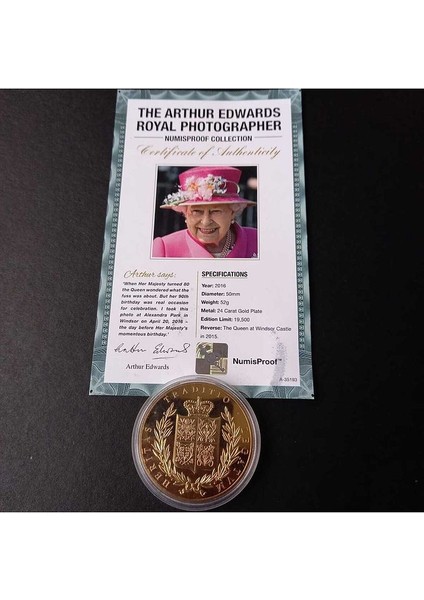 THE ARTHUR EDWARDS
ROYAL PHOTOGRAPHER
NUMISPROOF COLLECTION
Certificate of Authenticity
Arthur says:
'When Her Majesty turned 80
the Queen wondered what the
fuss was about. But her 90th
birthday was real occasion
for celebration. I took this
photo at Alexandra Park in
Windsor on April 20, 2016 -
the day before Her Majesty's
momentous birthday.'
Arthur Edwards
Arthur Edwards
SPECIFICATIONS
Year: 2016
Diameter: 50mm
Weight: 52g
Metal: 24 Carat Gold Plate
Edition Limit: 19,500
Reverse: The Queen at Windsor Castle
in 2015.
NumisProof
TRADITIO
VERITAS